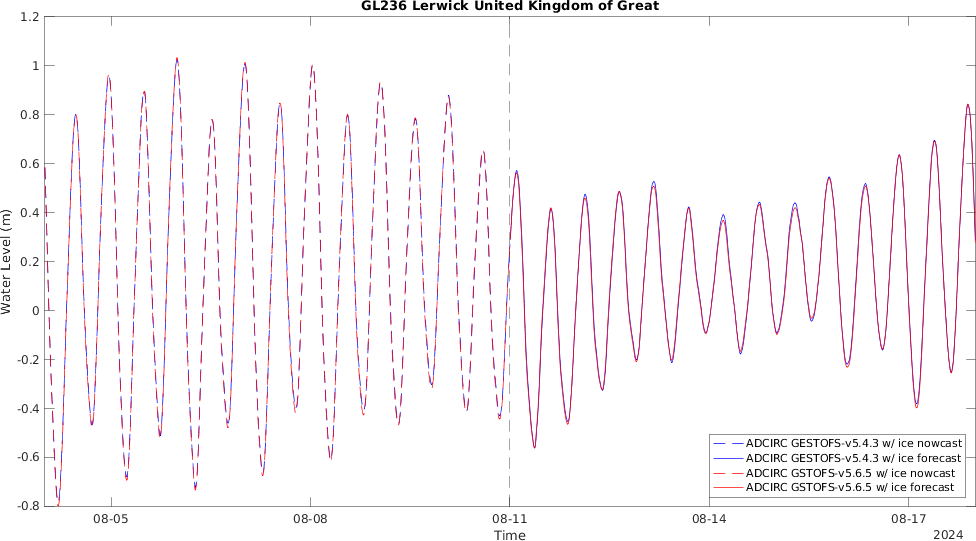 GL236 Lerwick United Kingdom of Great
1.2
1
0.8
0.6
0.4
0.2
0
-0.2
-0.4
-0.6
-0.8
Water Level (m)
08-05
08-08
08-11
08-14
08-17
Time
2024
ADCIRC GESTOFS-v5.4.3 w/ ice nowcast
ADCIRC GESTOFS-v5.4.3 w/ ice forecast
ADCIRC GSTOFS-v5.6.5 w/ ice nowcast
ADCIRC GSTOFS-v5.6.5 w/ ice forecast